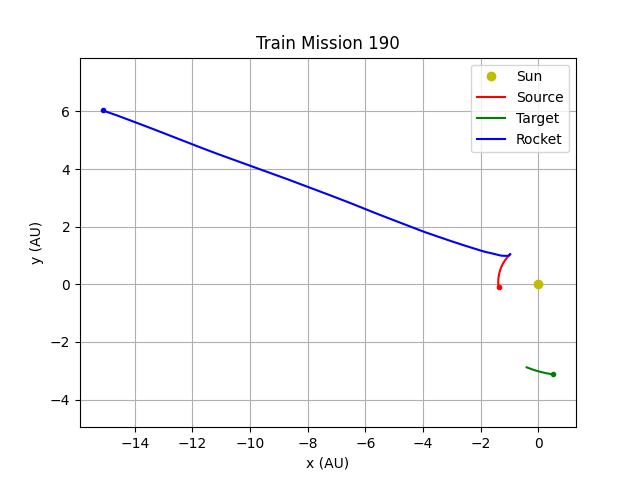 Train Mission 190
Sun
Source
Target
Rocket
6
4
2
0
−2
−4
y (AU)
−14 −12 −10 −8 −6 −4 −2 0
x (AU)